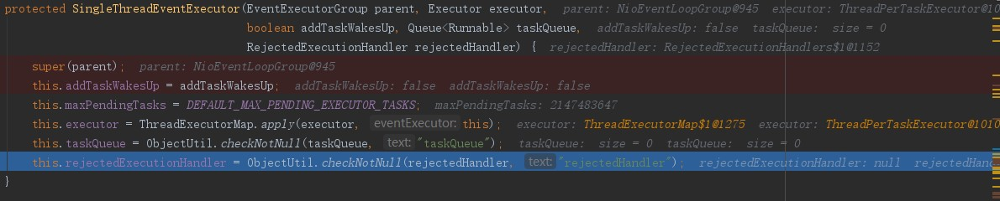 protected SingleThreadEventExecutor(EventExecutorGroup parent, Executor executor, parent: NioEventLoopGroup@945 executor: ThreadPerTaskExecutor@10
boolean addTaskWakesUp, Queue<Runnable> taskQueue, addTaskWakesUp: false taskQueue: size = 0
RejectedExecutionHandler rejectedHandler) { rejectedHandler: RejectedExecutionHandlers$1@1152
super(parent); parent: NioEventLoopGroup@945
this.addTaskWakesUp = addTaskWakesUp; addTaskWakesUp: false addTaskWakesUp: false
this.maxPendingTasks = DEFAULT_MAX_PENDING_EXECUTOR_TASKS; maxPendingTasks: 2147483647
this.executor = ThreadExecutorMap.apply(executor, eventExecutor: this); executor: ThreadExecutorMap$1@1275 executor: ThreadPerTaskExecutor@1010
this.taskQueue = ObjectUtil.checkNotNull(taskQueue, text: "taskQueue"); taskQueue: size = 0 taskQueue: size = 0
this.rejectedExecutionHandler = ObjectUtil.checkNotNull(rejectedHandler, text: "rejectedHandler"); rejectedExecutionHandler: null rejectedHand
}